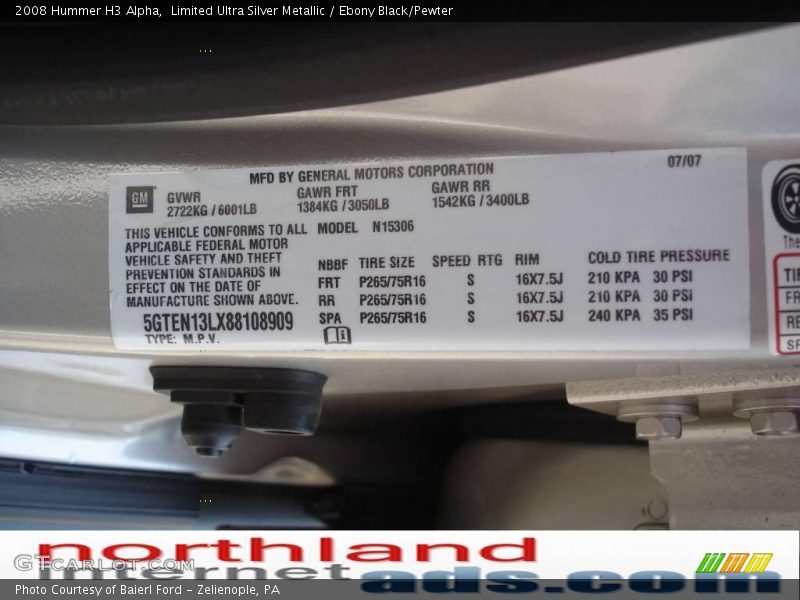 2008 Hummer H3 Alpha,  Limited Ultra Silver Metallic / Ebony Black/Pewter
MFD BY GENERAL MOTORS CORPORATION
07/07
GM
GVWR
GAWR FRT
GAWR RR
2722KG / 6001LB
1384KG / 3050LB
1542KG / 3400LB
THIS VEHICLE CONFORMS TO ALL
APPLICABLE FEDERAL MOTOR
VEHICLE SAFETY AND THEFT
PREVENTION STANDARDS IN
EFFECT ON THE DATE OF
MANUFACTURE SHOWN ABOVE.
5GTEN13LX88108909
TYPE: M.P.V.
MODEL N15306
NBBF TIRE SIZE SPEED RTG RIM COLD TIRE PRESSURE
FRT P265/75R16 S 16X7.5J 210 KPA 30 PSI
RR P265/75R16 S 16X7.5J 210 KPA 30 PSI
SPA P265/75R16 S 16X7.5J 240 KPA 35 PSI
northland
internet
ads.com
GTcarlot.com
Photo Courtesy of Baierl Ford - Zelienople, PA